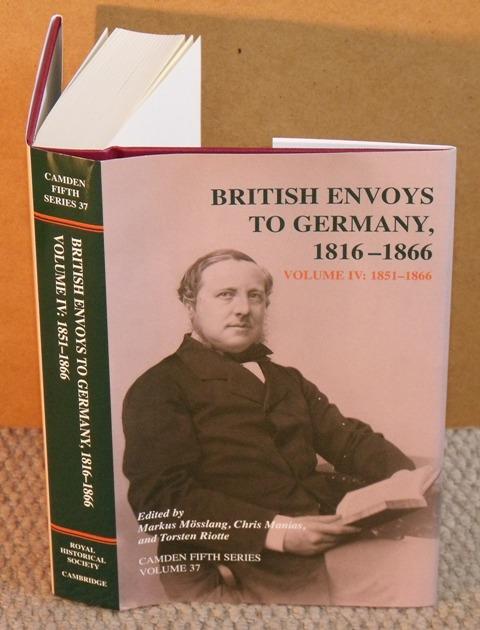 CAMDEN
FIFTH
SERIES 37
BRITISH ENVOYS TO GERMANY, 1816–1866
VOLUME IV: 1851–1866
ROYAL
HISTORICAL
SOCIETY
CAMBRIDGE
BRITISH ENVOYS
TO GERMANY,
1816–1866
VOLUME IV: 1851–1866
Edited by
Markus Mösslang, Chris Manias,
and Torsten Riotte
CAMDEN FIFTH SERIES
VOLUME 37